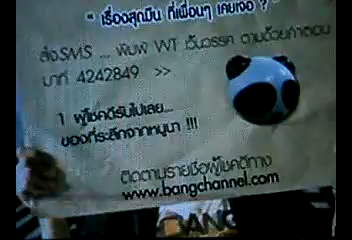 “ เรื่องสุดมึน ที่เพื่อนๆ เคยเจอ ? ”
ส่งSMS ... พิมพ์ VVT เว้นวรรค ตามด้วยคำตอบ
มาที่ 4242849 >>
1 ผู้โชคดีรับไปเลย...
ของที่ระลึกจากหมูนา !!!
ติดตามรายชื่อผู้โชคดีทาง
www.bangchannel.com
BANG